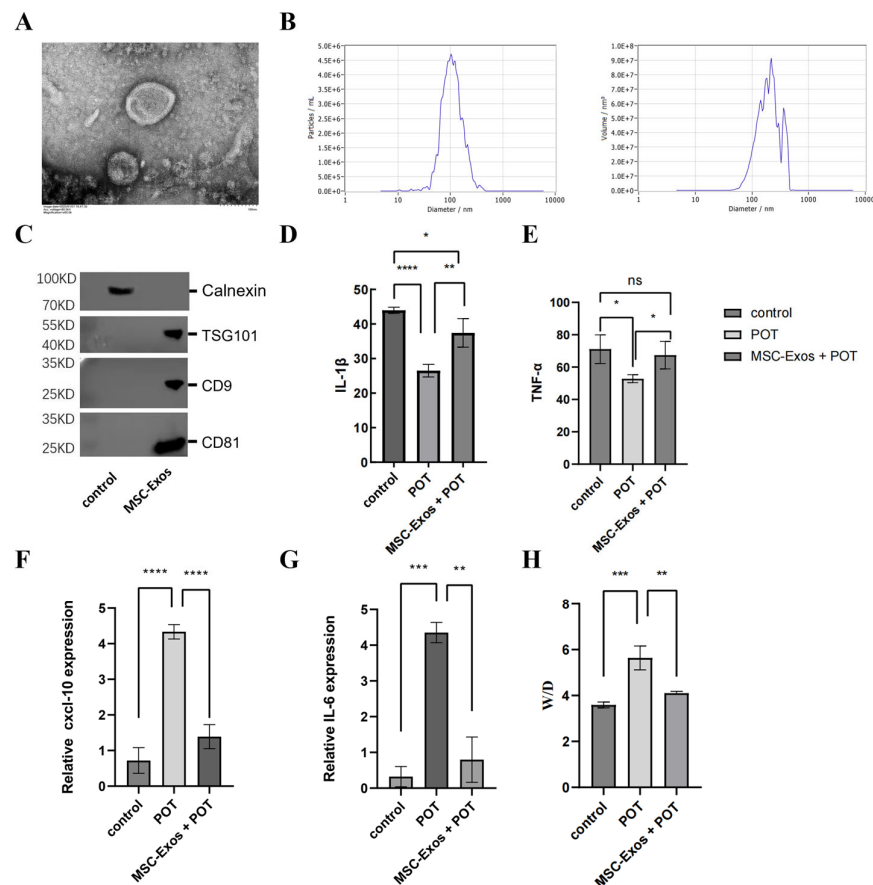 A
B
5.0E+6
4.5E+6
4.0E+6
3.5E+6
3.0E+6
2.5E+6
2.0E+6
1.5E+6
1.0E+6
5.0E+5
0.0E+0
Particles / mL
1 10 100 1000 10000
Diameter / nm
1.0E+8
9.0E+7
8.0E+7
7.0E+7
6.0E+7
5.0E+7
4.0E+7
3.0E+7
2.0E+7
1.0E+7
0.0E+0
Volume / nm³
1 10 100 1000 10000
Diameter / nm
C
100KD
70KD
Calnexin
55KD
40KD
TSG101
35KD
25KD
CD9
35KD
25KD
CD81
control
MSC-Exos
D
*
**** **
60
40
20
0
IL-1β
control
POT
MSC-Exos + POT
E
ns
* *
100
80
60
40
20
0
TNF-α
control
POT
MSC-Exos + POT
control
POT
MSC-Exos + POT
F
**** ****
5
4
3
2
1
0
Relative cxcl-10 expression
control
POT
MSC-Exos + POT
G
*** **
5
4
3
2
1
0
Relative IL-6 expression
control
POT
MSC-Exos + POT
H
*** **
8
6
4
2
0
W/D
control
POT
MSC-Exos + POT